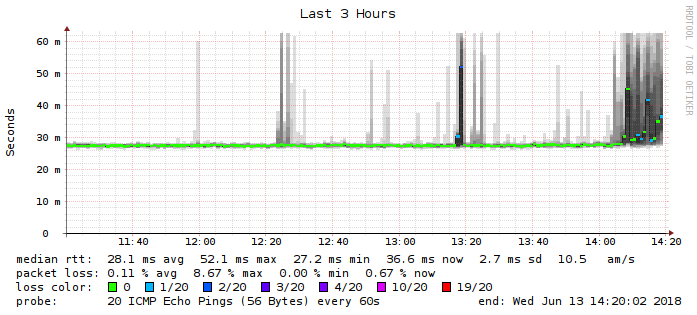 Last 3 Hours
RRDTOOL / TOBI OETIKER
Seconds
60 m
50 m
40 m
30 m
20 m
10 m
0
11:40 12:00 12:20 12:40 13:00 13:20 13:40 14:00 14:20
median rtt: 28.1 ms avg 52.1 ms max 27.2 ms min 36.6 ms now 2.7 ms sd 10.5 am/s
packet loss: 0.11 % avg 8.67 % max 0.00 % min 0.67 % now
loss color: 0 1/20 2/20 3/20 4/20 10/20 19/20
probe: 20 ICMP Echo Pings (56 Bytes) every 60s end: Wed Jun 13 14:20:02 2018